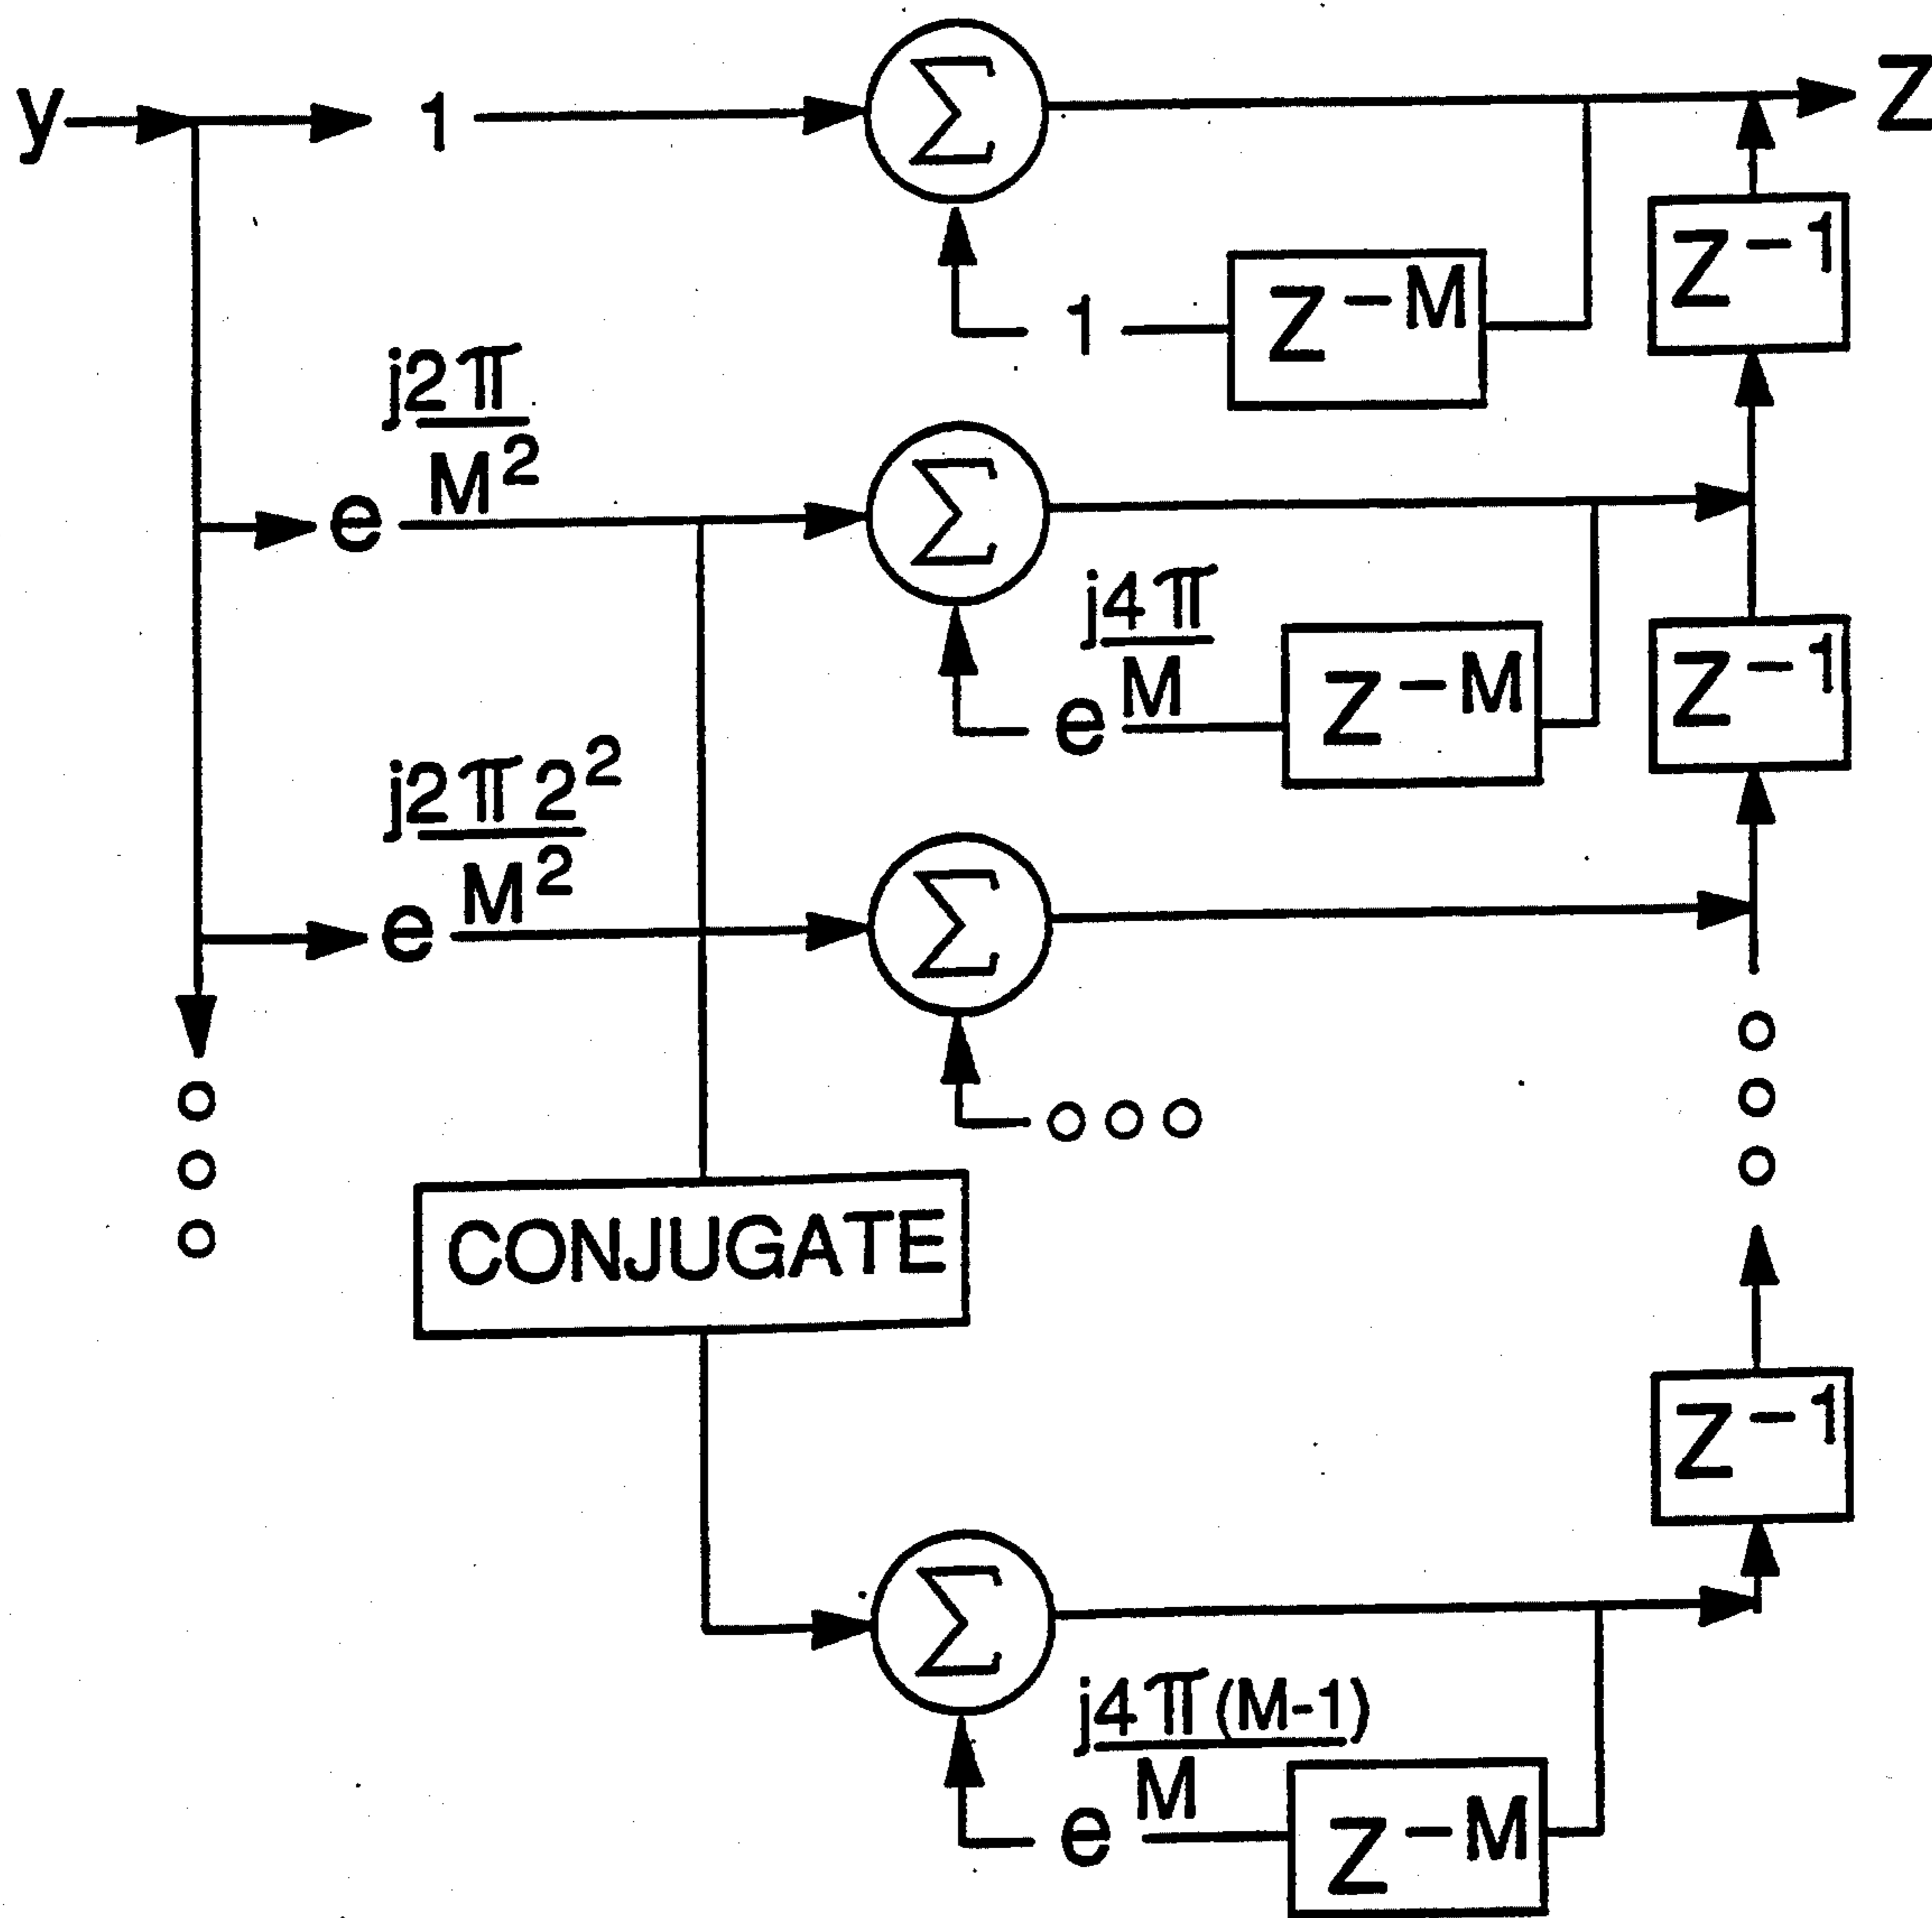 y 1 Σ Z
Z⁻¹
1 Z⁻ᴹ
j2π
M²
e Σ
j4π
M
e Z⁻ᴹ Z⁻¹
j2π2²
M²
e Σ
CONJUGATE
Z⁻¹
Σ
j4π(M-1)
M
e Z⁻ᴹ